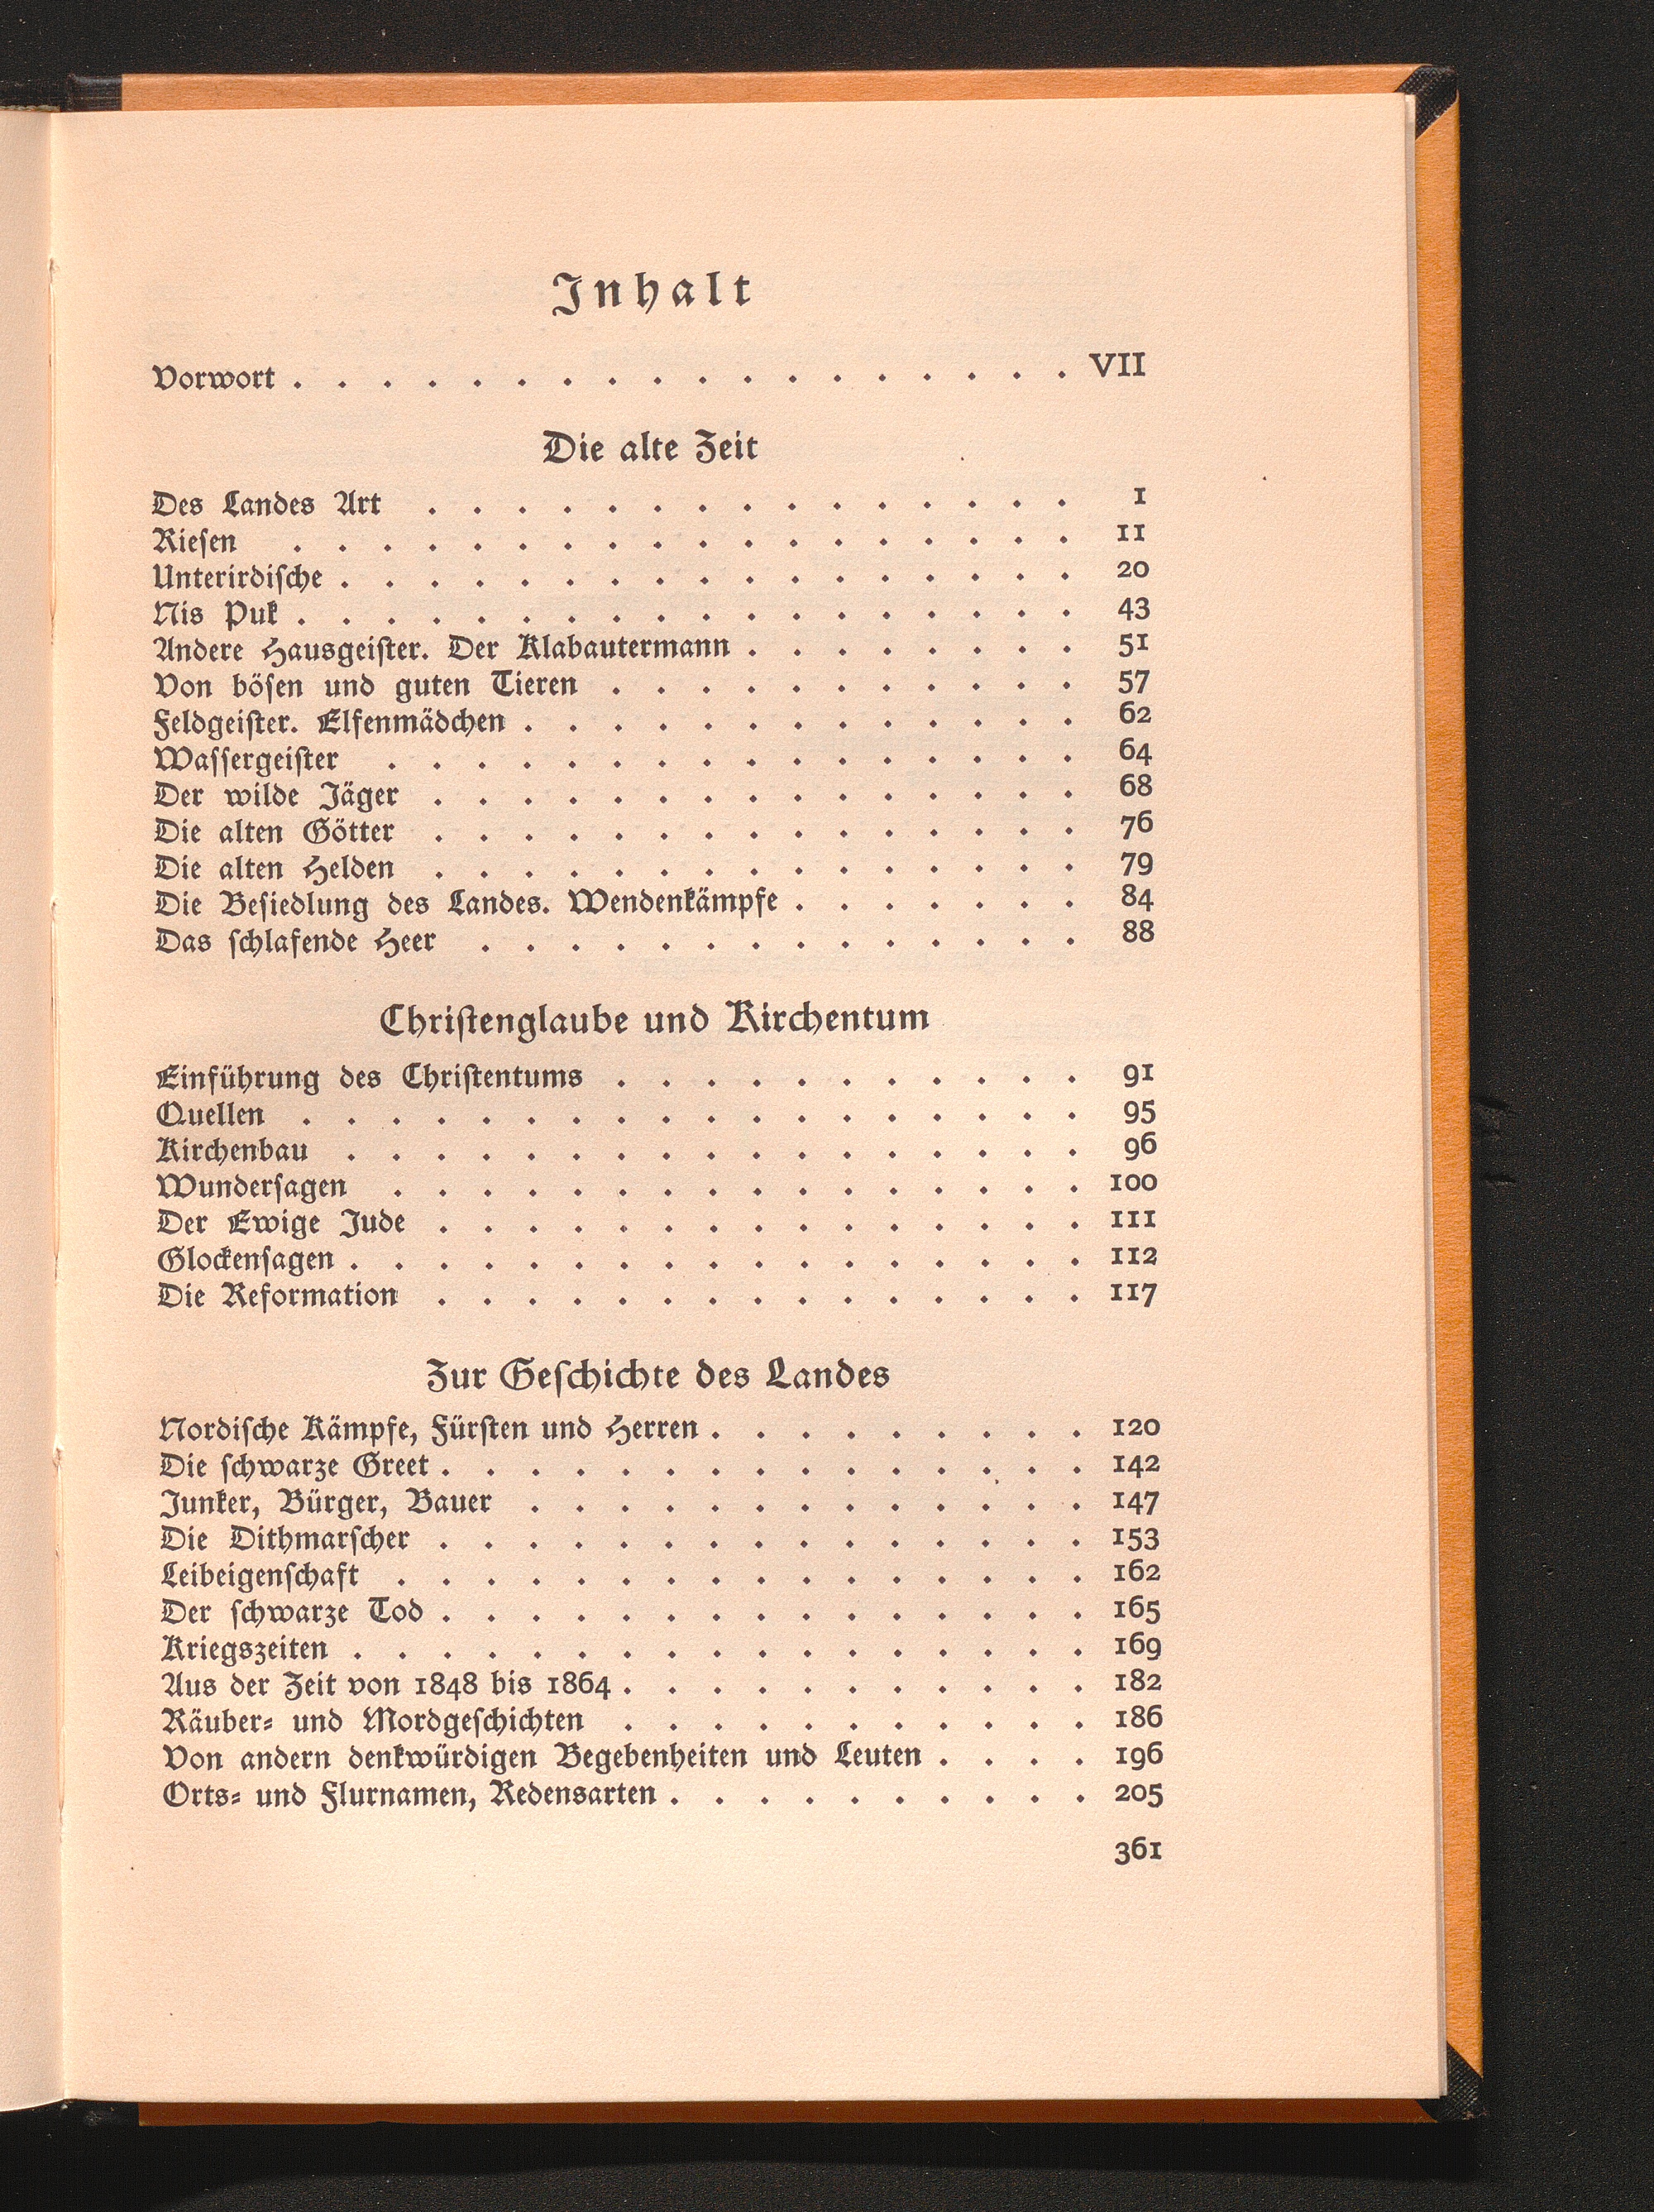 Inhalt
Vorwort . . . . . . . . . . . . . . . . . . VII
Die alte Zeit
Des Landes Art . . . . . . . . . . . . . . . 1
Riesen . . . . . . . . . . . . . . . . . . 11
Unterirdische . . . . . . . . . . . . . . . . . 20
Nis Puk . . . . . . . . . . . . . . . . . . 43
Andere Hausgeister. Der Klabautermann . . . . . . . . 51
Von bösen und guten Tieren . . . . . . . . . . . 57
Feldgeister. Elfenmädchen . . . . . . . . . . . . . 62
Wassergeister . . . . . . . . . . . . . . . . 64
Der wilde Jäger . . . . . . . . . . . . . . . 68
Die alten Götter . . . . . . . . . . . . . . . 76
Die alten Helden . . . . . . . . . . . . . . . 79
Die Besiedlung des Landes. Wendenkämpfe . . . . . . . 84
Das schlafende Heer . . . . . . . . . . . . . . 88
Christenglaube und Kirchentum
Einführung des Christentums . . . . . . . . . . . 91
Quellen . . . . . . . . . . . . . . . . . . 95
Kirchenbau . . . . . . . . . . . . . . . . . 96
Wundersagen . . . . . . . . . . . . . . . . 100
Der Ewige Jude . . . . . . . . . . . . . . . 111
Glockensagen . . . . . . . . . . . . . . . . . 112
Die Reformation . . . . . . . . . . . . . . . 117
Zur Geschichte des Landes
Nordische Kämpfe, Fürsten und Herren . . . . . . . . . 120
Die schwarze Greet . . . . . . . . . . . . . . . 142
Junker, Bürger, Bauer . . . . . . . . . . . . . 147
Die Dithmarscher . . . . . . . . . . . . . . . 153
Leibeigenschaft . . . . . . . . . . . . . . . . 162
Der schwarze Tod . . . . . . . . . . . . . . . 165
Kriegszeiten . . . . . . . . . . . . . . . . . 169
Aus der Zeit von 1848 bis 1864 . . . . . . . . . . . 182
Räuber- und Mordgeschichten . . . . . . . . . . . 186
Von andern denkwürdigen Begebenheiten und Leuten . . . . 196
Orts- und Flurnamen, Redensarten . . . . . . . . . . 205
361